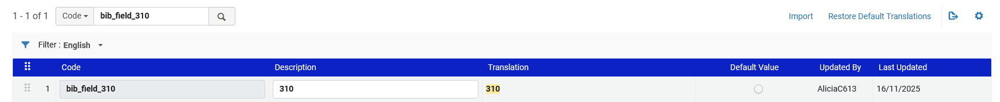 1 - 1 of 1 Code bib_field_310 Import Restore Default Translations
Filter : English
Code Description Translation Default Value Updated By Last Updated
1 bib_field_310 310 310 AliciaC613 16/11/2025